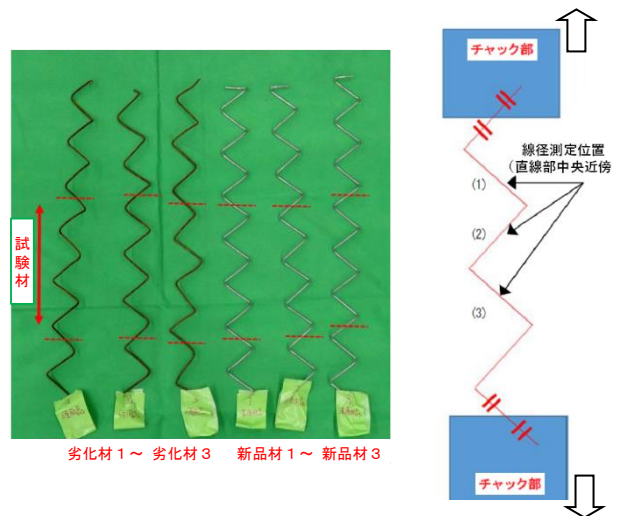 チャック部
線径測定位置
(直線部中央近傍
(1)
(2)
(3)
試験材
劣化材1～ 劣化材3
新品材1～ 新品材3
チャック部